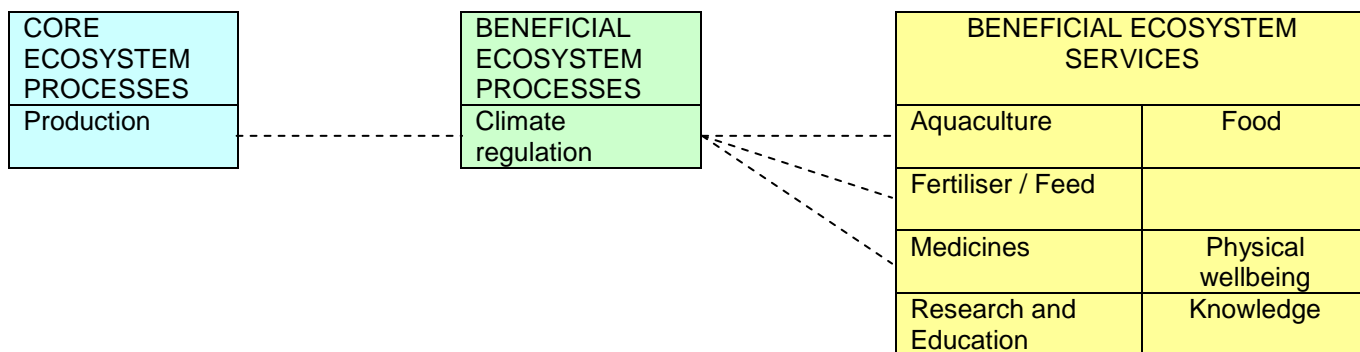 CORE
ECOSYSTEM
PROCESSES
Production
BENEFICIAL
ECOSYSTEM
PROCESSES
Climate
regulation
BENEFICIAL ECOSYSTEM
SERVICES
Aquaculture
Food
Fertiliser / Feed
Medicines
Physical
wellbeing
Research and
Education
Knowledge